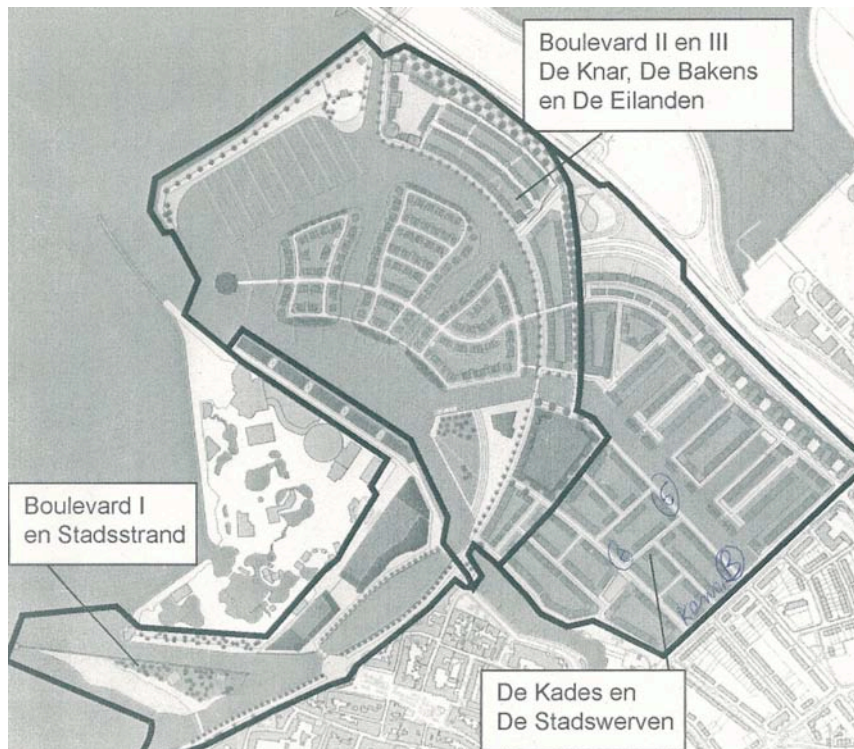 Boulevard II en III
De Knar, De Bakens
en De Eilanden
Boulevard I
en Stadsstrand
B
De Kades en
De Stadswerven